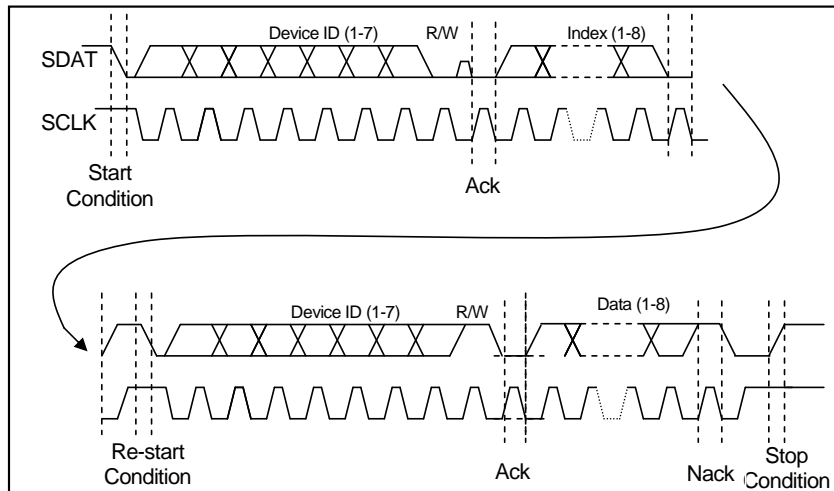 Device ID (1-7) R/W Index (1-8)
SDAT
SCLK
Start
Condition
Ack
Device ID (1-7) R/W Data (1-8)
Re-start
Condition
Ack
Nack
Stop
Condition